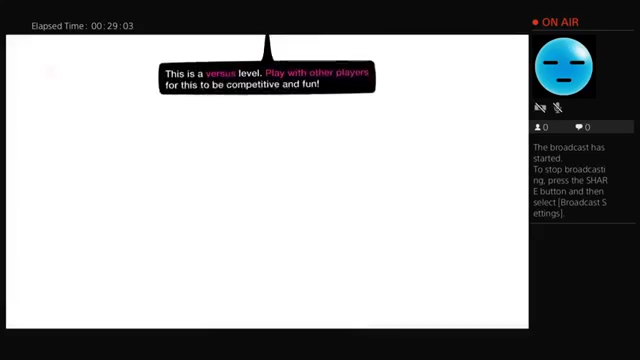 Elapsed Time : 00 : 29 : 03
ON AIR
This is a versus level. Play with other players
for this to be competitive and fun!
0 0
The broadcast has
started.
To stop broadcasti
ng, press the SHAR
E button and then
select [Broadcast S
ettings].